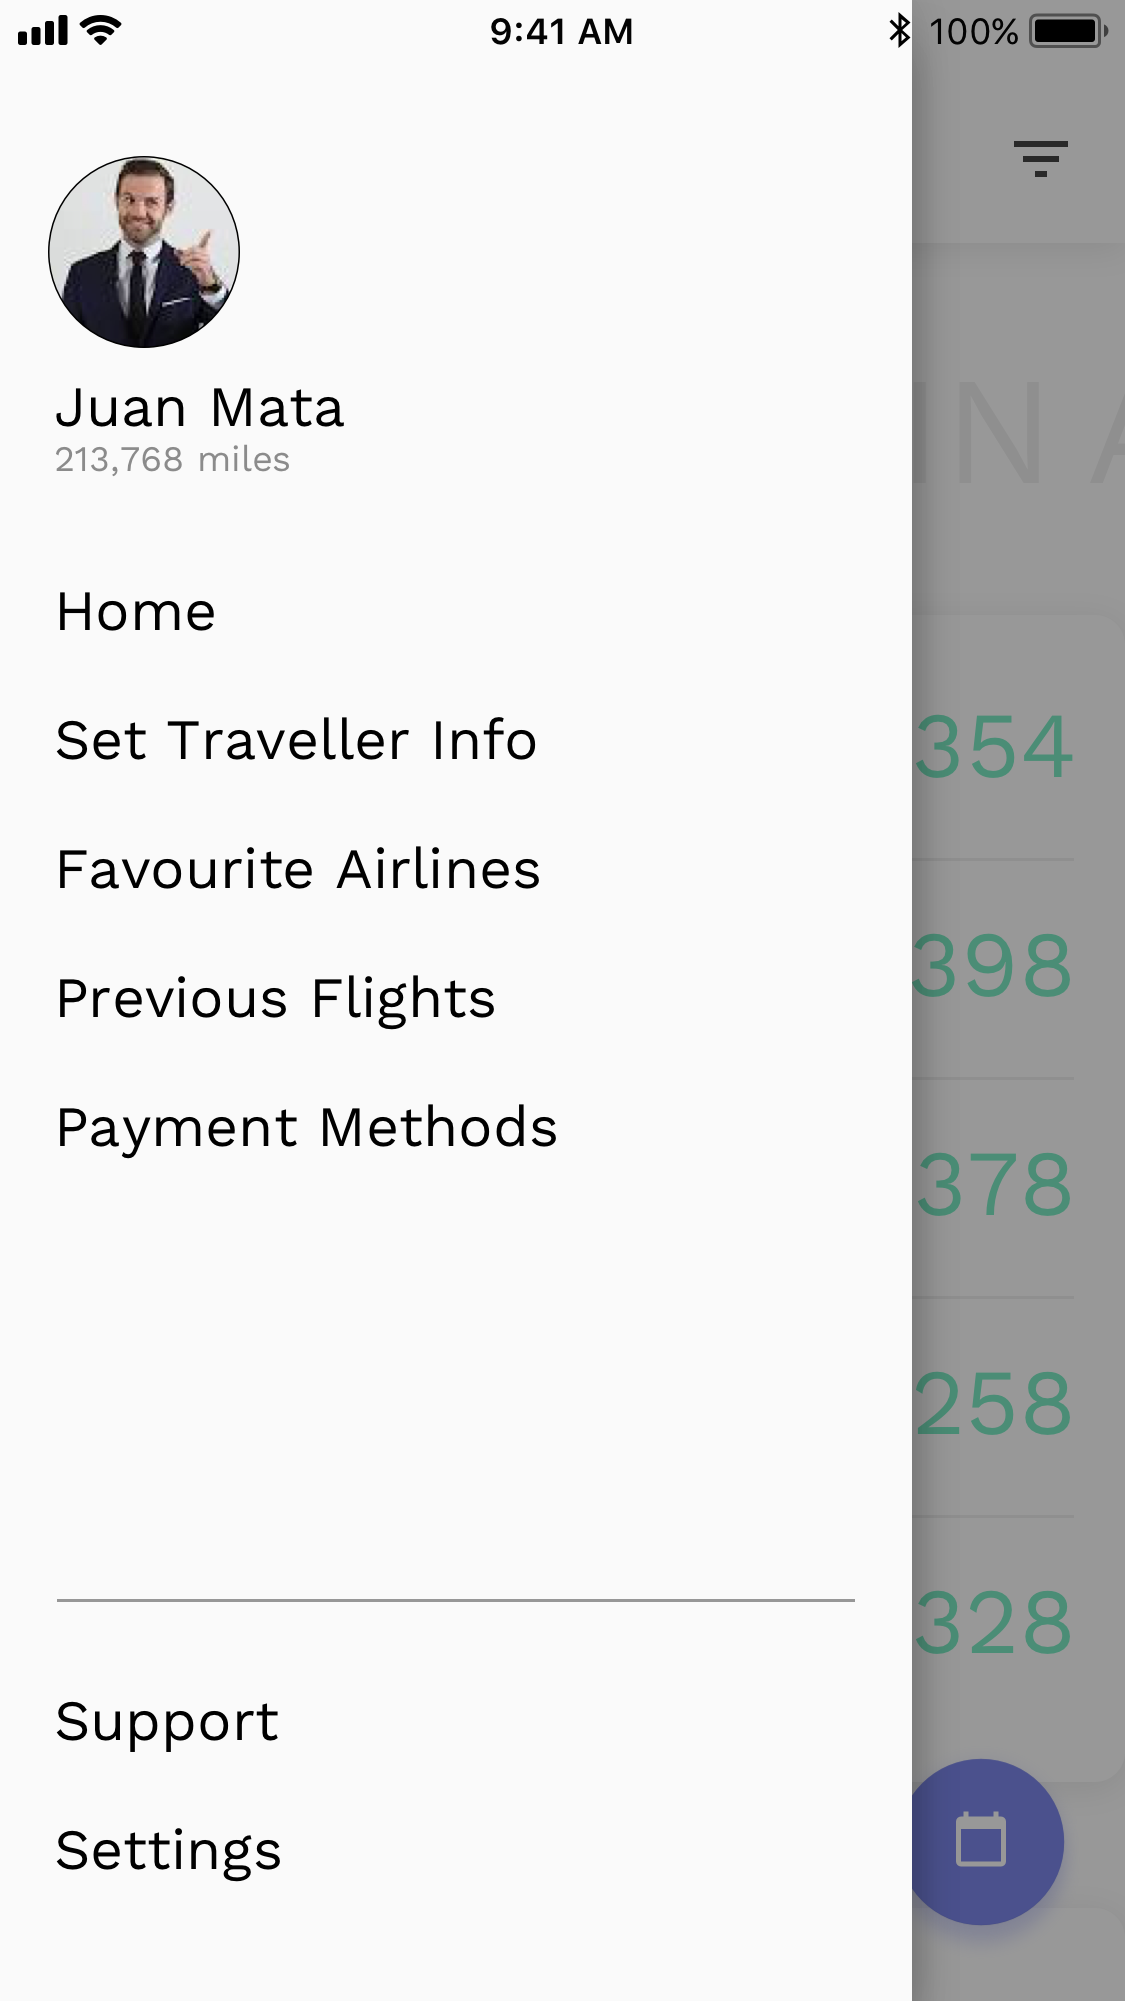 9:41 AM
100%
Juan Mata
213,768 miles
Home
Set Traveller Info
Favourite Airlines
Previous Flights
Payment Methods
Support
Settings
IN A
354
398
378
258
328